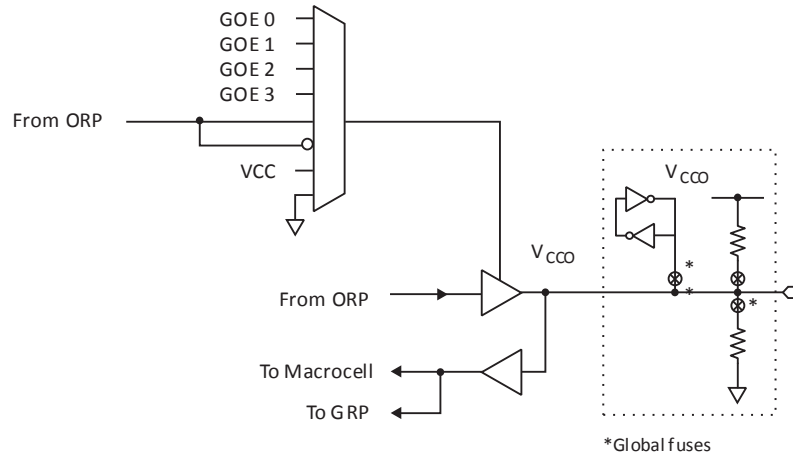 GOE 0
GOE 1
GOE 2
GOE 3
From ORP
VCC
VCCO
VCCO
*
*
*
From ORP
To Macrocell
To GRP
*Global fuses